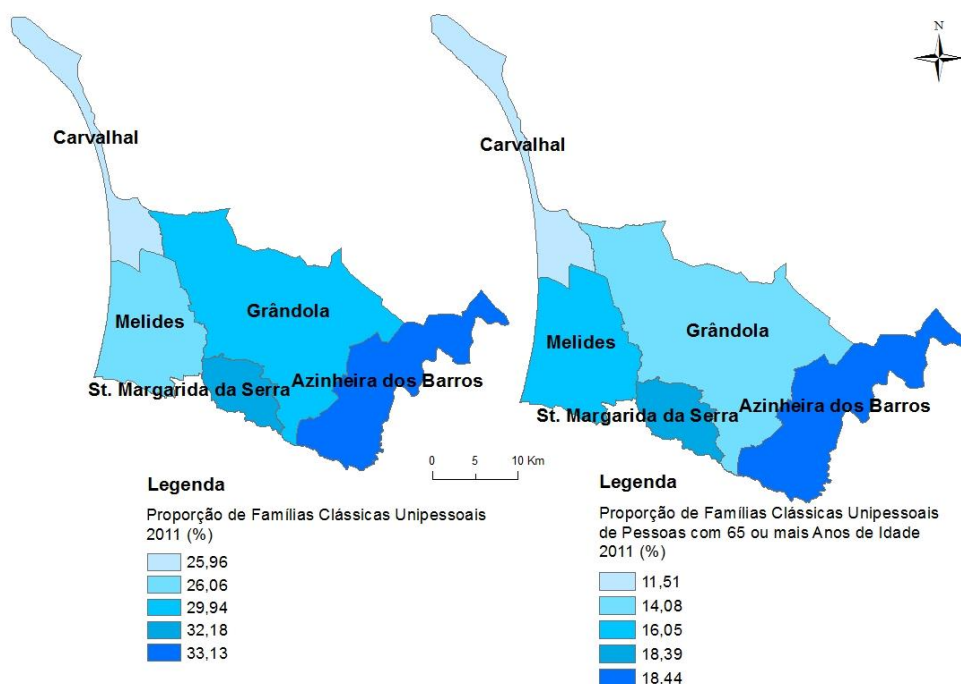 N
Carvalhal
Melides
Grândola
St. Margarida da Serra
Azinheira dos Barros
Carvalhal
Melides
Grândola
St. Margarida da Serra
Azinheira dos Barros
0 5 10 Km
Legenda
Proporção de Famílias Clássicas Unipessoais
2011 (%)
25,96
26,06
29,94
32,18
33,13
Legenda
Proporção de Famílias Clássicas Unipessoais
de Pessoas com 65 ou mais Anos de Idade
2011 (%)
11,51
14,08
16,05
18,39
18,44